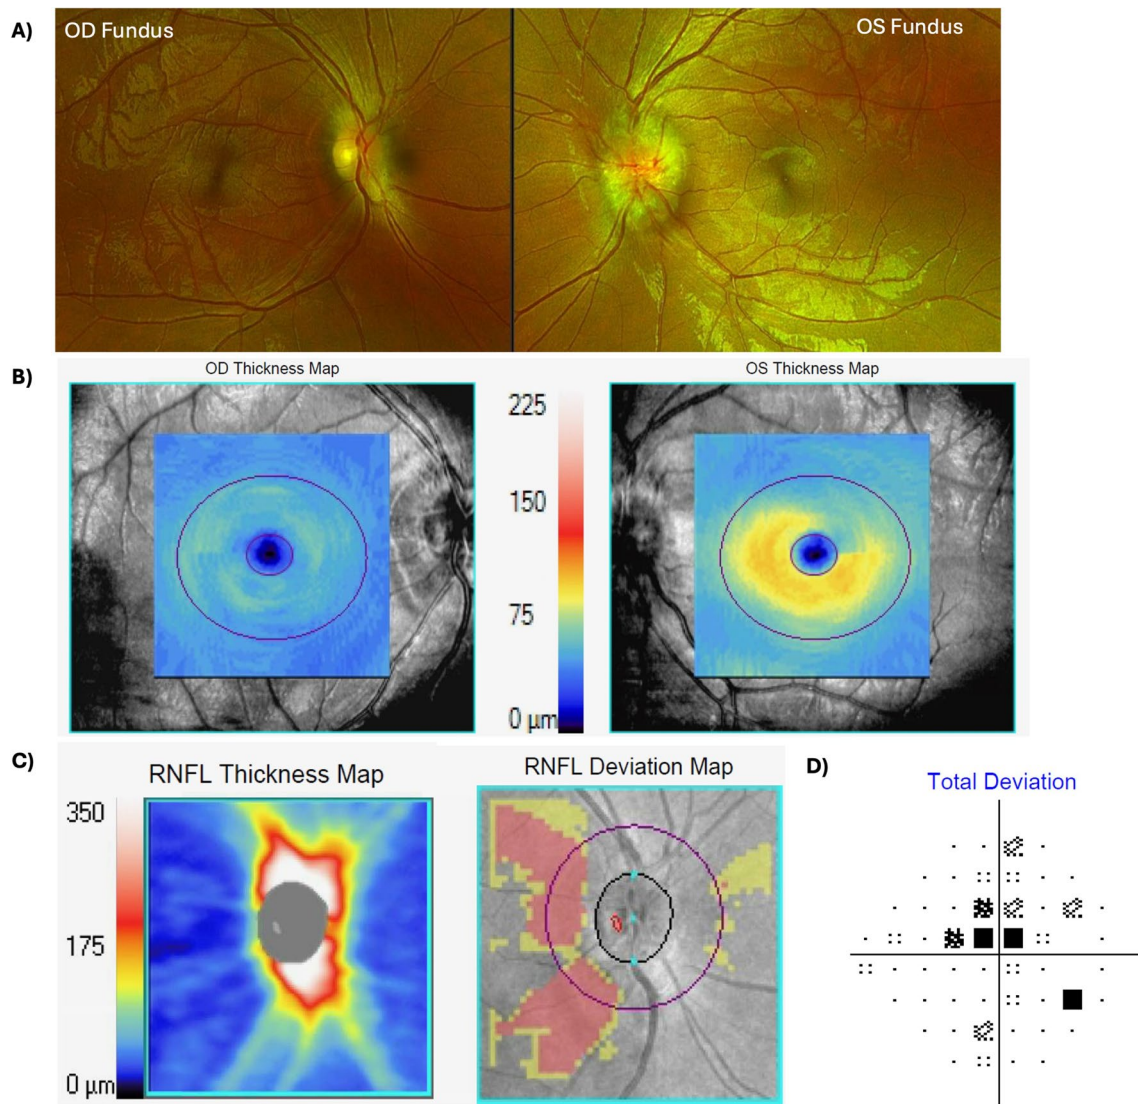 A)
OD Fundus
OS Fundus
B)
OD Thickness Map
OS Thickness Map
225
150
75
0 µm
C)
RNFL Thickness Map
RNFL Deviation Map
D)
Total Deviation
350
175
0 µm